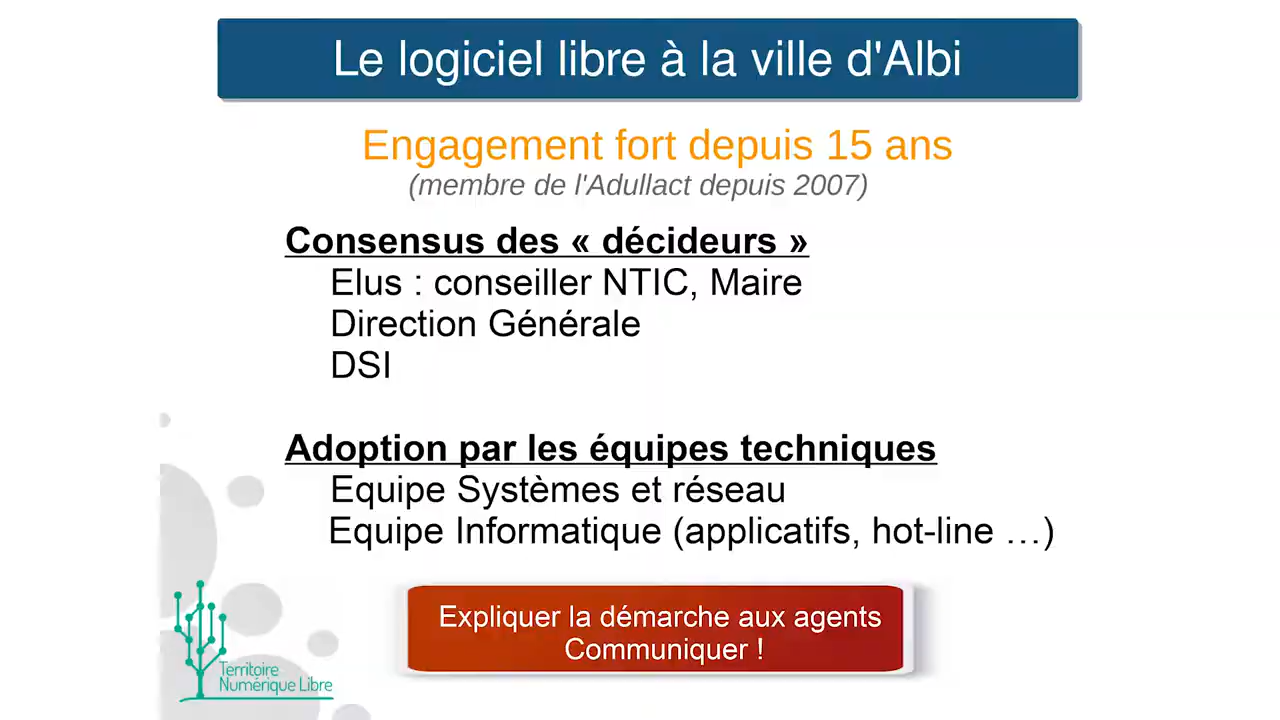 Le logiciel libre à la ville d'Albi
Engagement fort depuis 15 ans
(membre de l'Adullact depuis 2007)
Consensus des « décideurs »
Elus : conseiller NTIC, Maire
Direction Générale
DSI
Adoption par les équipes techniques
Equipe Systèmes et réseau
Equipe Informatique (applicatifs, hot-line …)
Expliquer la démarche aux agents
Communiquer !
Territoire
Numérique Libre